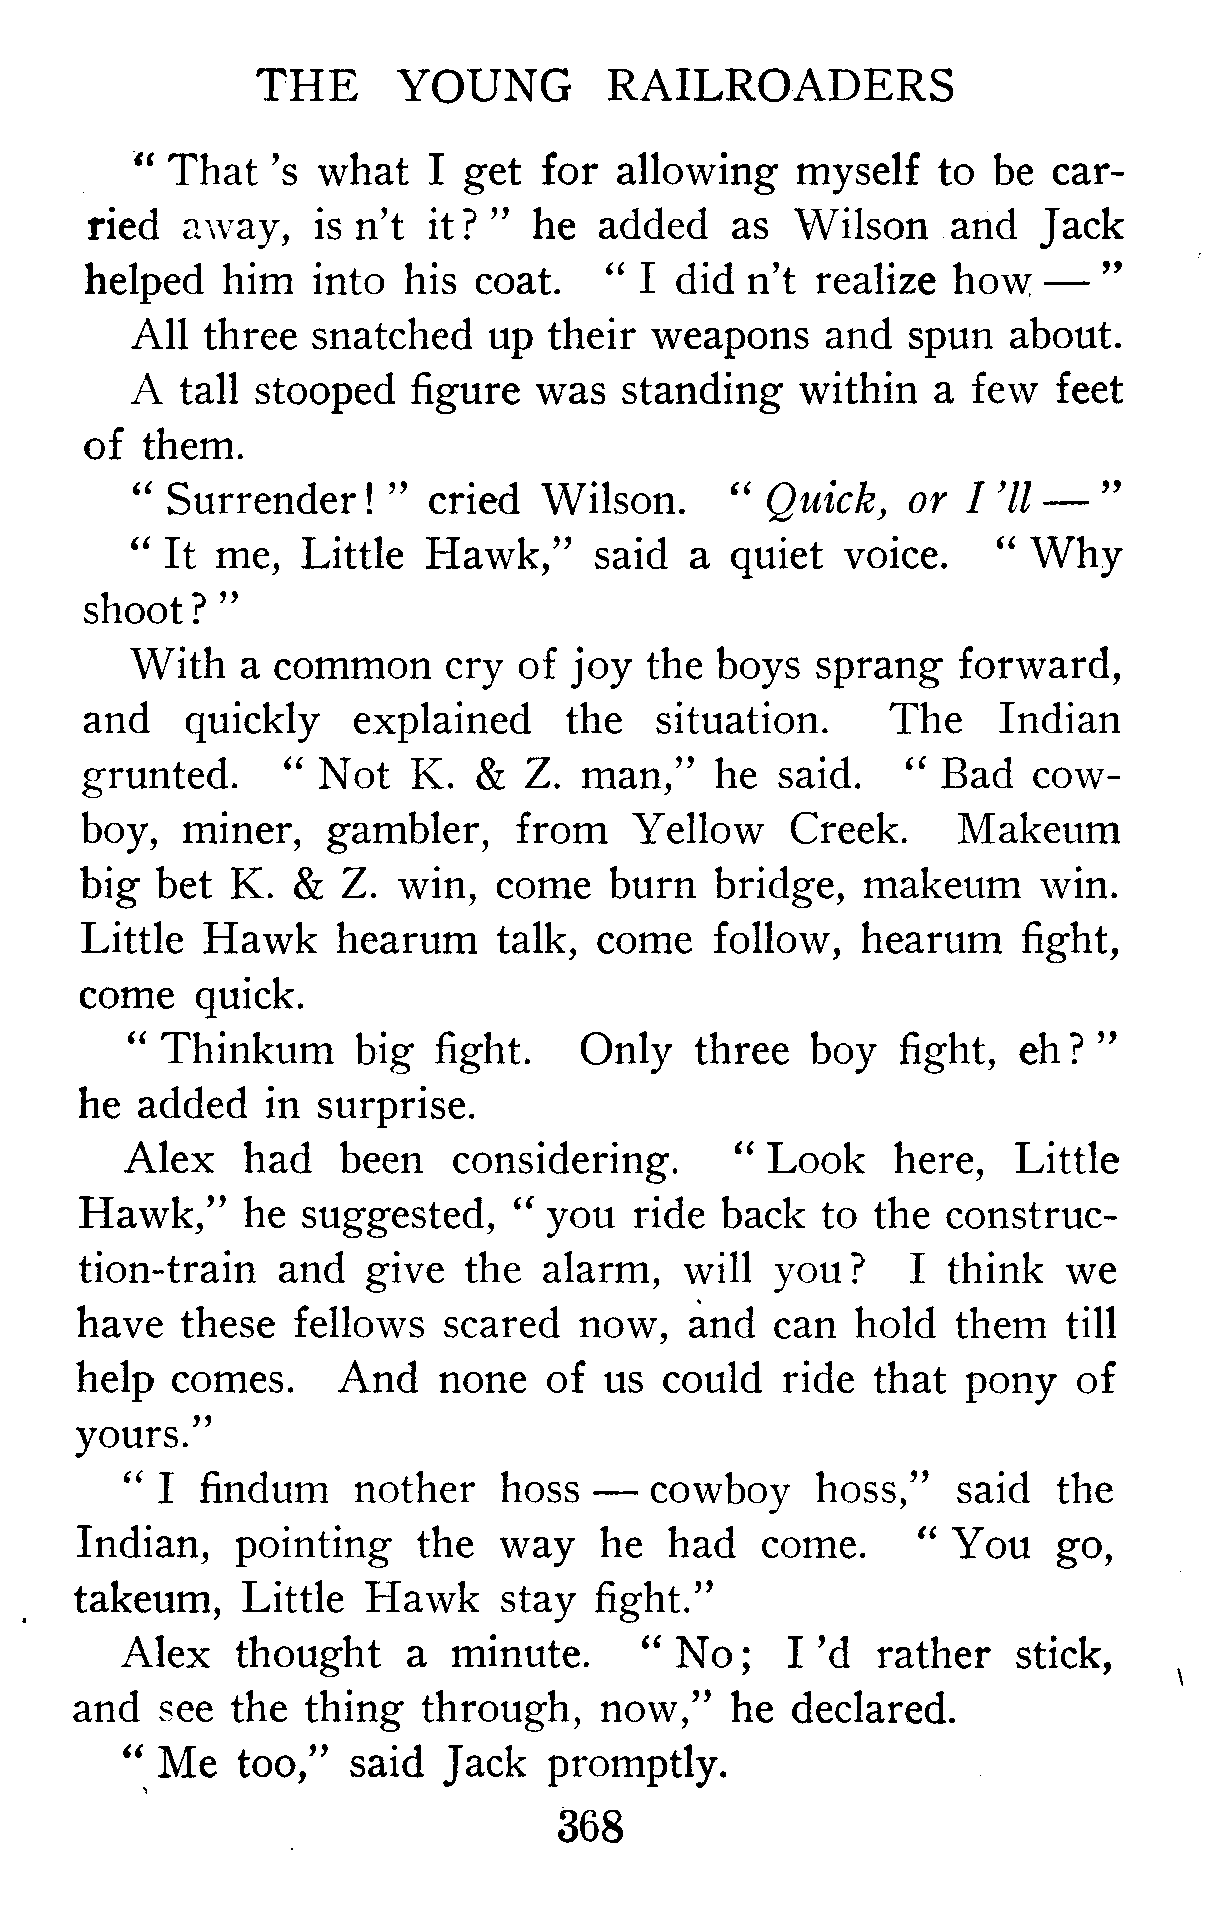 THE YOUNG RAILROADERS
" That 's what I get for allowing myself to be car-
ried away, is n't it? " he added as Wilson and Jack
helped him into his coat. " I did n't realize how — "
All three snatched up their weapons and spun about.
A tall stooped figure was standing within a few feet
of them.
" Surrender! " cried Wilson. " Quick, or I 'll — "
" It me, Little Hawk," said a quiet voice. " Why
shoot? "
With a common cry of joy the boys sprang forward,
and quickly explained the situation. The Indian
grunted. " Not K. & Z. man," he said. " Bad cow-
boy, miner, gambler, from Yellow Creek. Makeum
big bet K. & Z. win, come burn bridge, makeum win.
Little Hawk hearum talk, come follow, hearum fight,
come quick.
" Thinkum big fight. Only three boy fight, eh? "
he added in surprise.
Alex had been considering. " Look here, Little
Hawk," he suggested, " you ride back to the construc-
tion-train and give the alarm, will you? I think we
have these fellows scared now, and can hold them till
help comes. And none of us could ride that pony of
yours."
" I findum nother hoss — cowboy hoss," said the
Indian, pointing the way he had come. " You go,
takeum, Little Hawk stay fight."
Alex thought a minute. " No; I 'd rather stick,
and see the thing through, now," he declared.
" Me too," said Jack promptly.
368